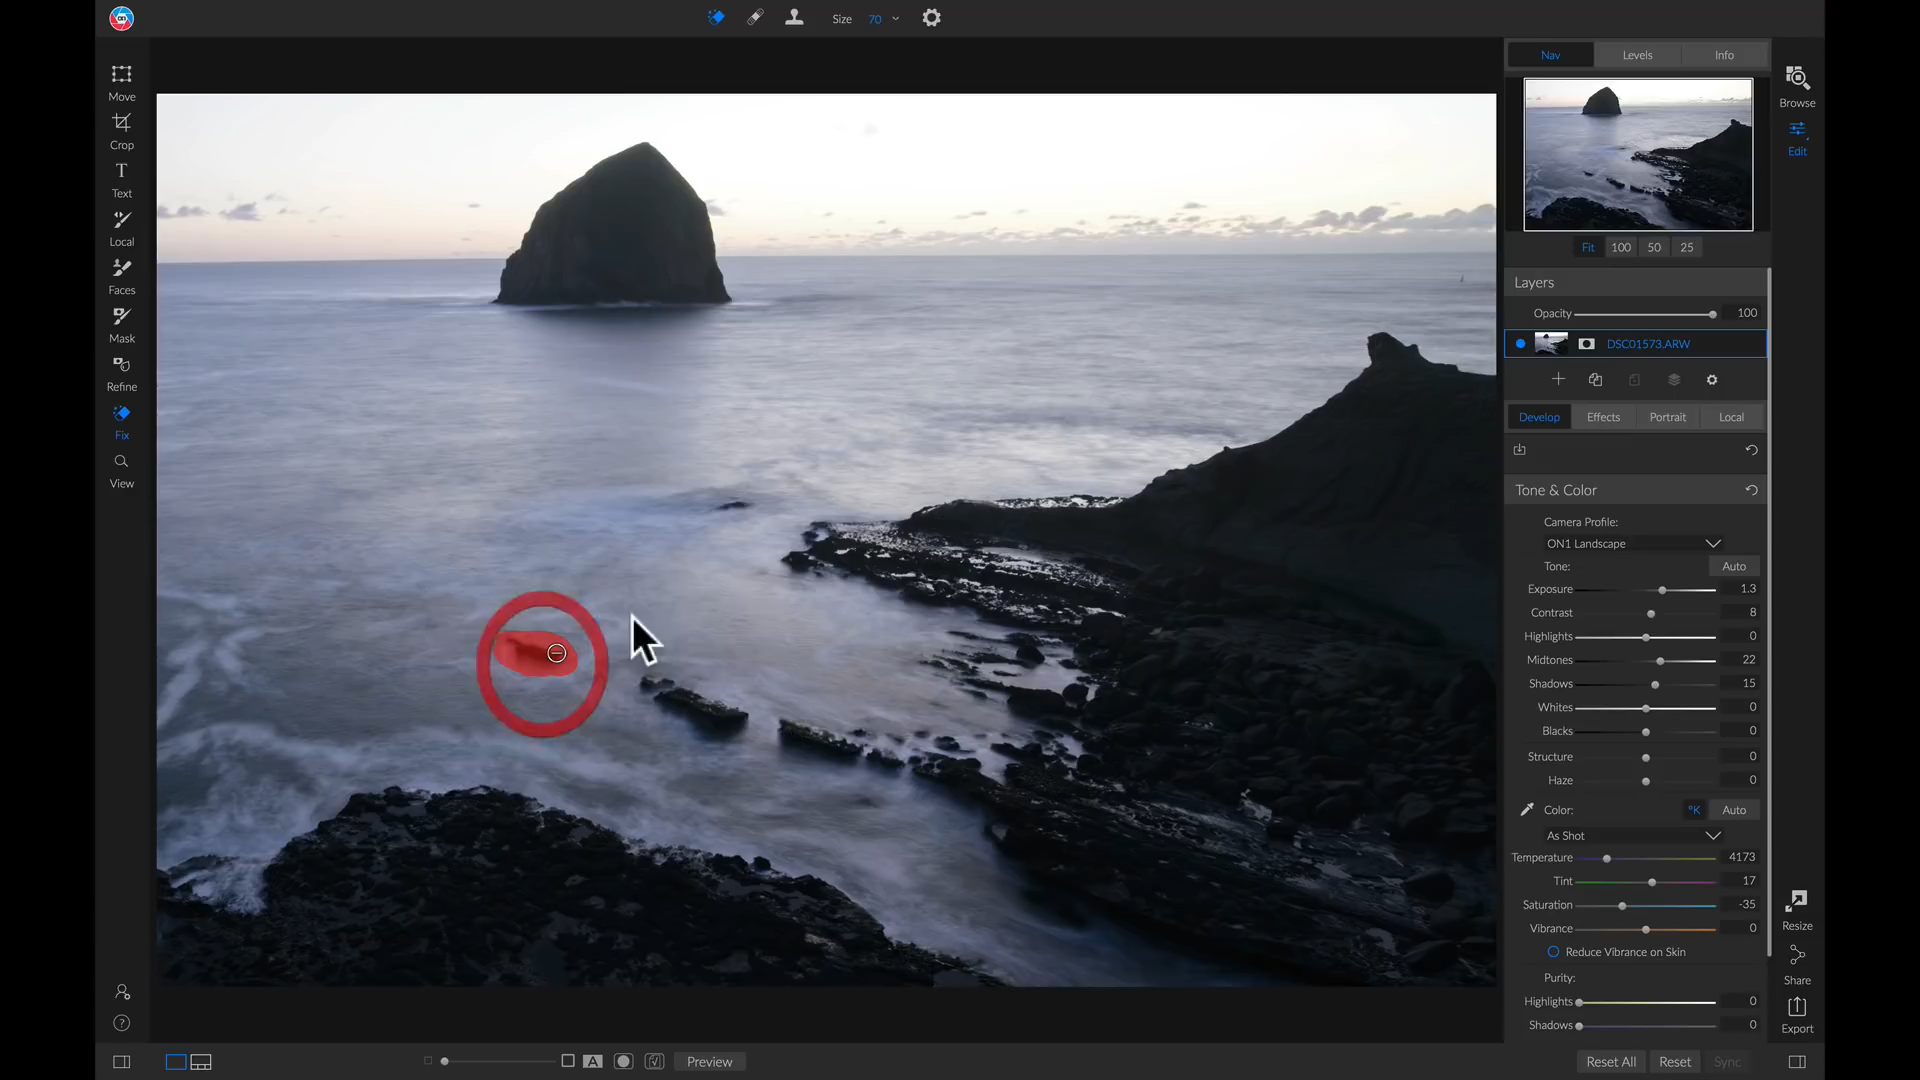 Size 70
Move
Crop
Text
Local
Faces
Mask
Refine
Fix
View
Nav Levels Info
Fit 100 50 25
Browse
Edit
Layers
Opacity 100
DSC01573.ARW
Develop Effects Portrait Local
Tone & Color
Camera Profile:
ON1 Landscape
Tone: Auto
Exposure 1.3
Contrast 8
Highlights 0
Midtones 22
Shadows 15
Whites 0
Blacks 0
Structure 0
Haze 0
Color: °K Auto
As Shot
Temperature 4173
Tint 17
Saturation -35
Vibrance 0
Reduce Vibrance on Skin
Purity:
Highlights 0
Shadows 0
Resize
Share
Export
A Preview
Reset All Reset Sync